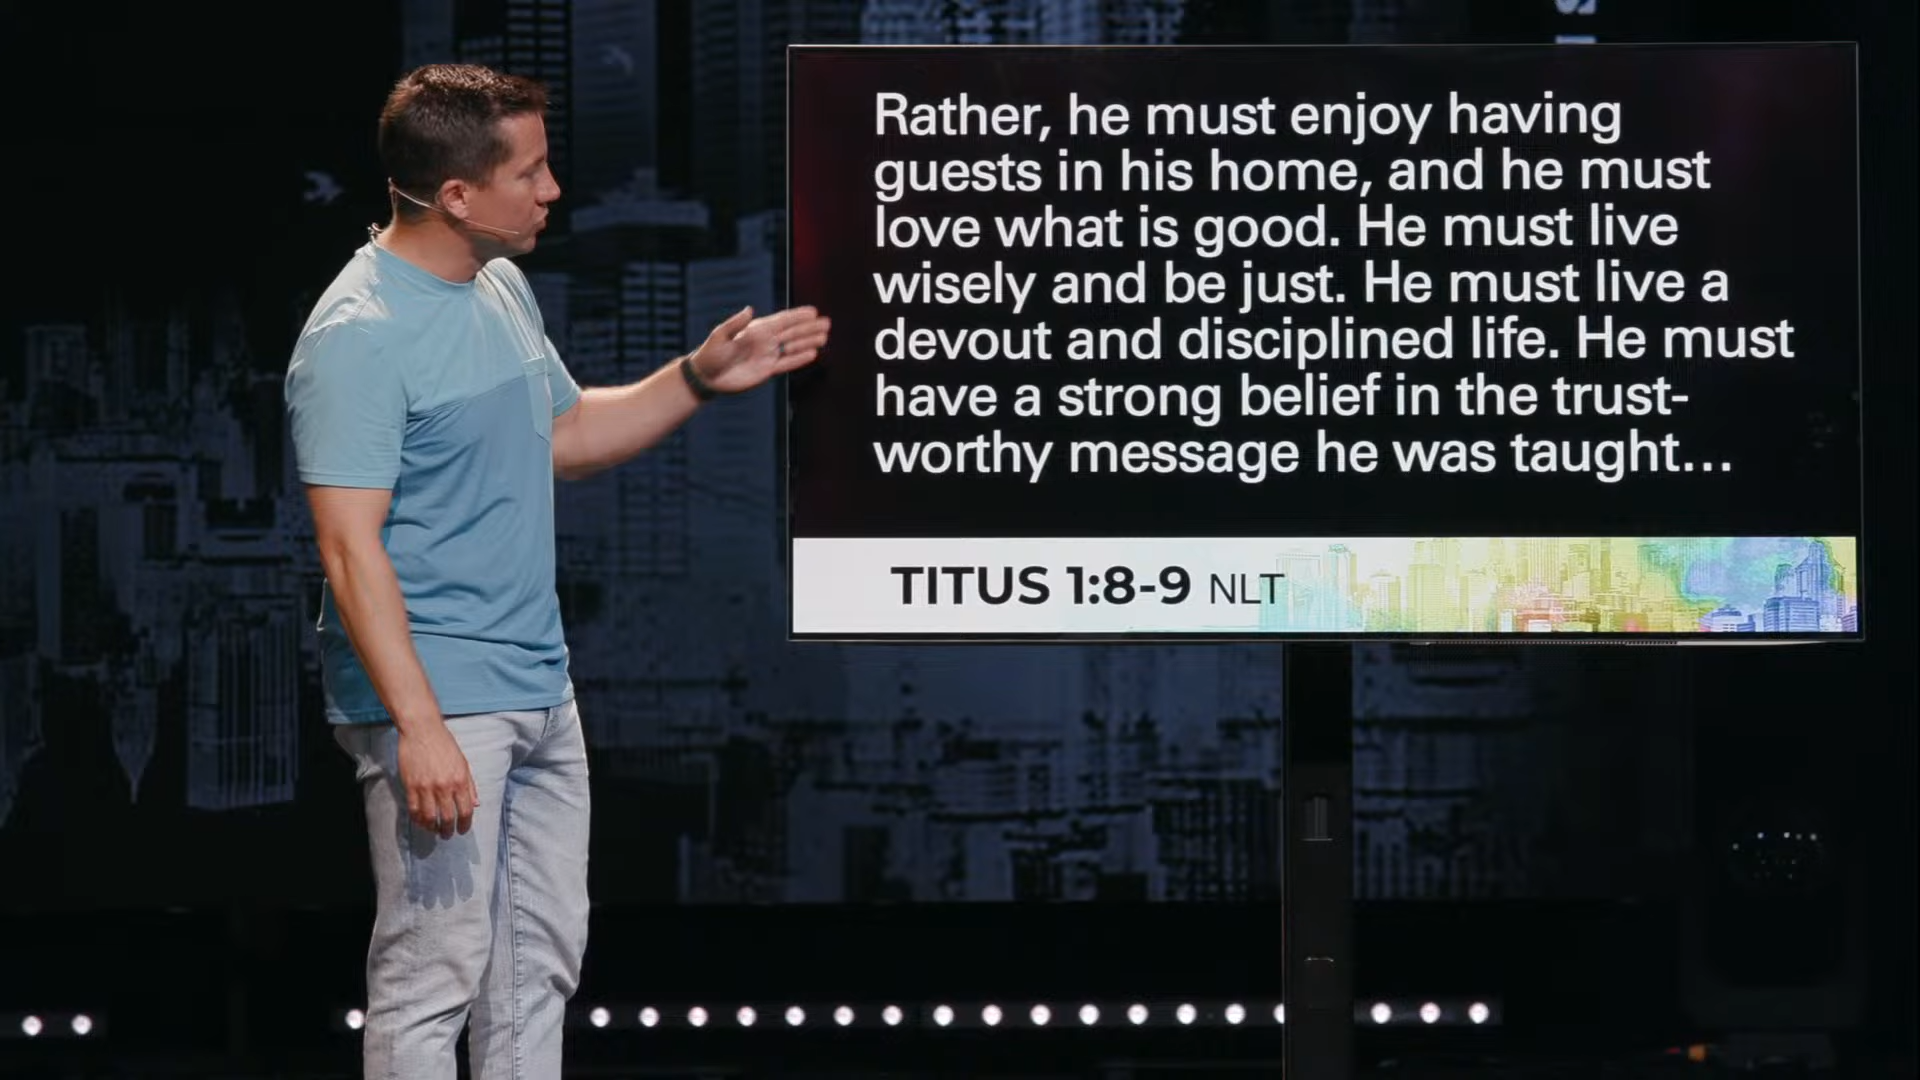 Rather, he must enjoy having
guests in his home, and he must
love what is good. He must live
wisely and be just. He must live a
devout and disciplined life. He must
have a strong belief in the trust-
worthy message he was taught...
TITUS 1:8-9 NLT